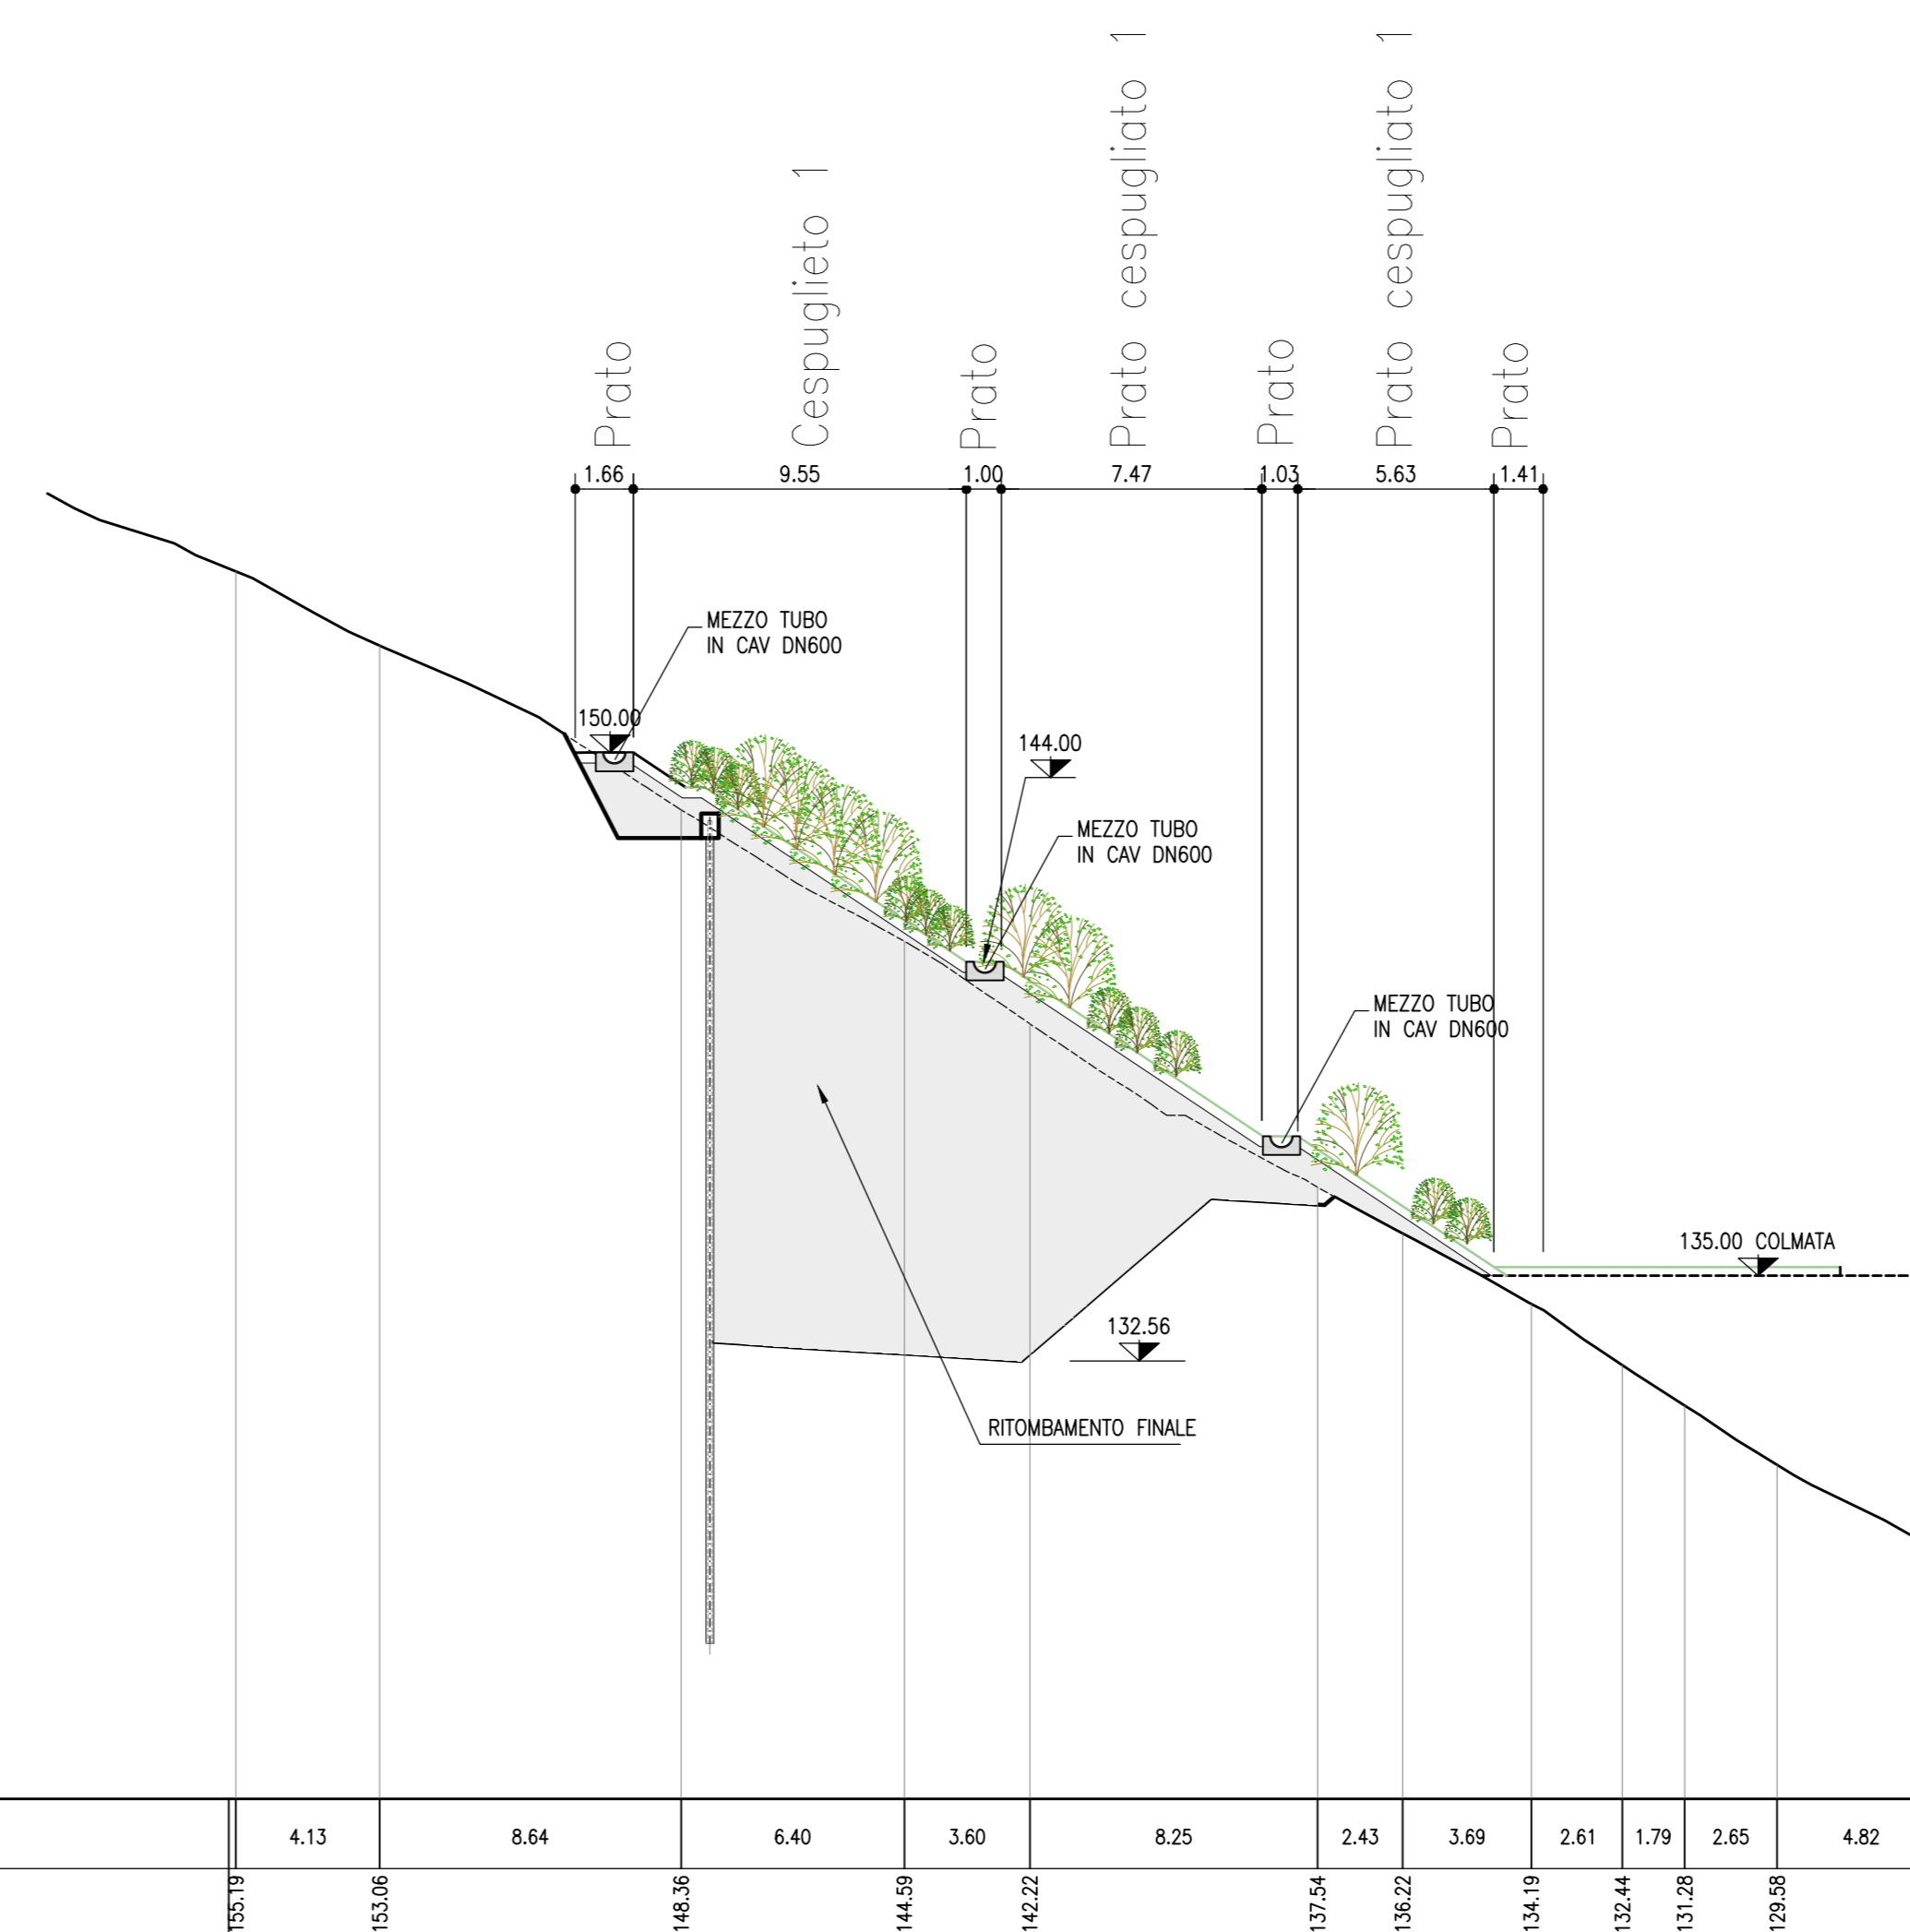 Prato
Cespuglieto 1
Prato
Prato cespugliato 1
Prato
Prato cespugliato 1
Prato
1.66
9.55
1.00
7.47
1.03
5.63
1.41
MEZZO TUBO
IN CAV DN600
150.00
144.00
MEZZO TUBO
IN CAV DN600
MEZZO TUBO
IN CAV DN600
135.00 COLMATA
132.56
RITOMBAMENTO FINALE
4.13
8.64
6.40
3.60
8.25
2.43
3.69
2.61
1.79
2.65
4.82
155.19
153.06
148.36
144.59
142.22
137.54
136.22
134.19
132.44
131.28
129.58